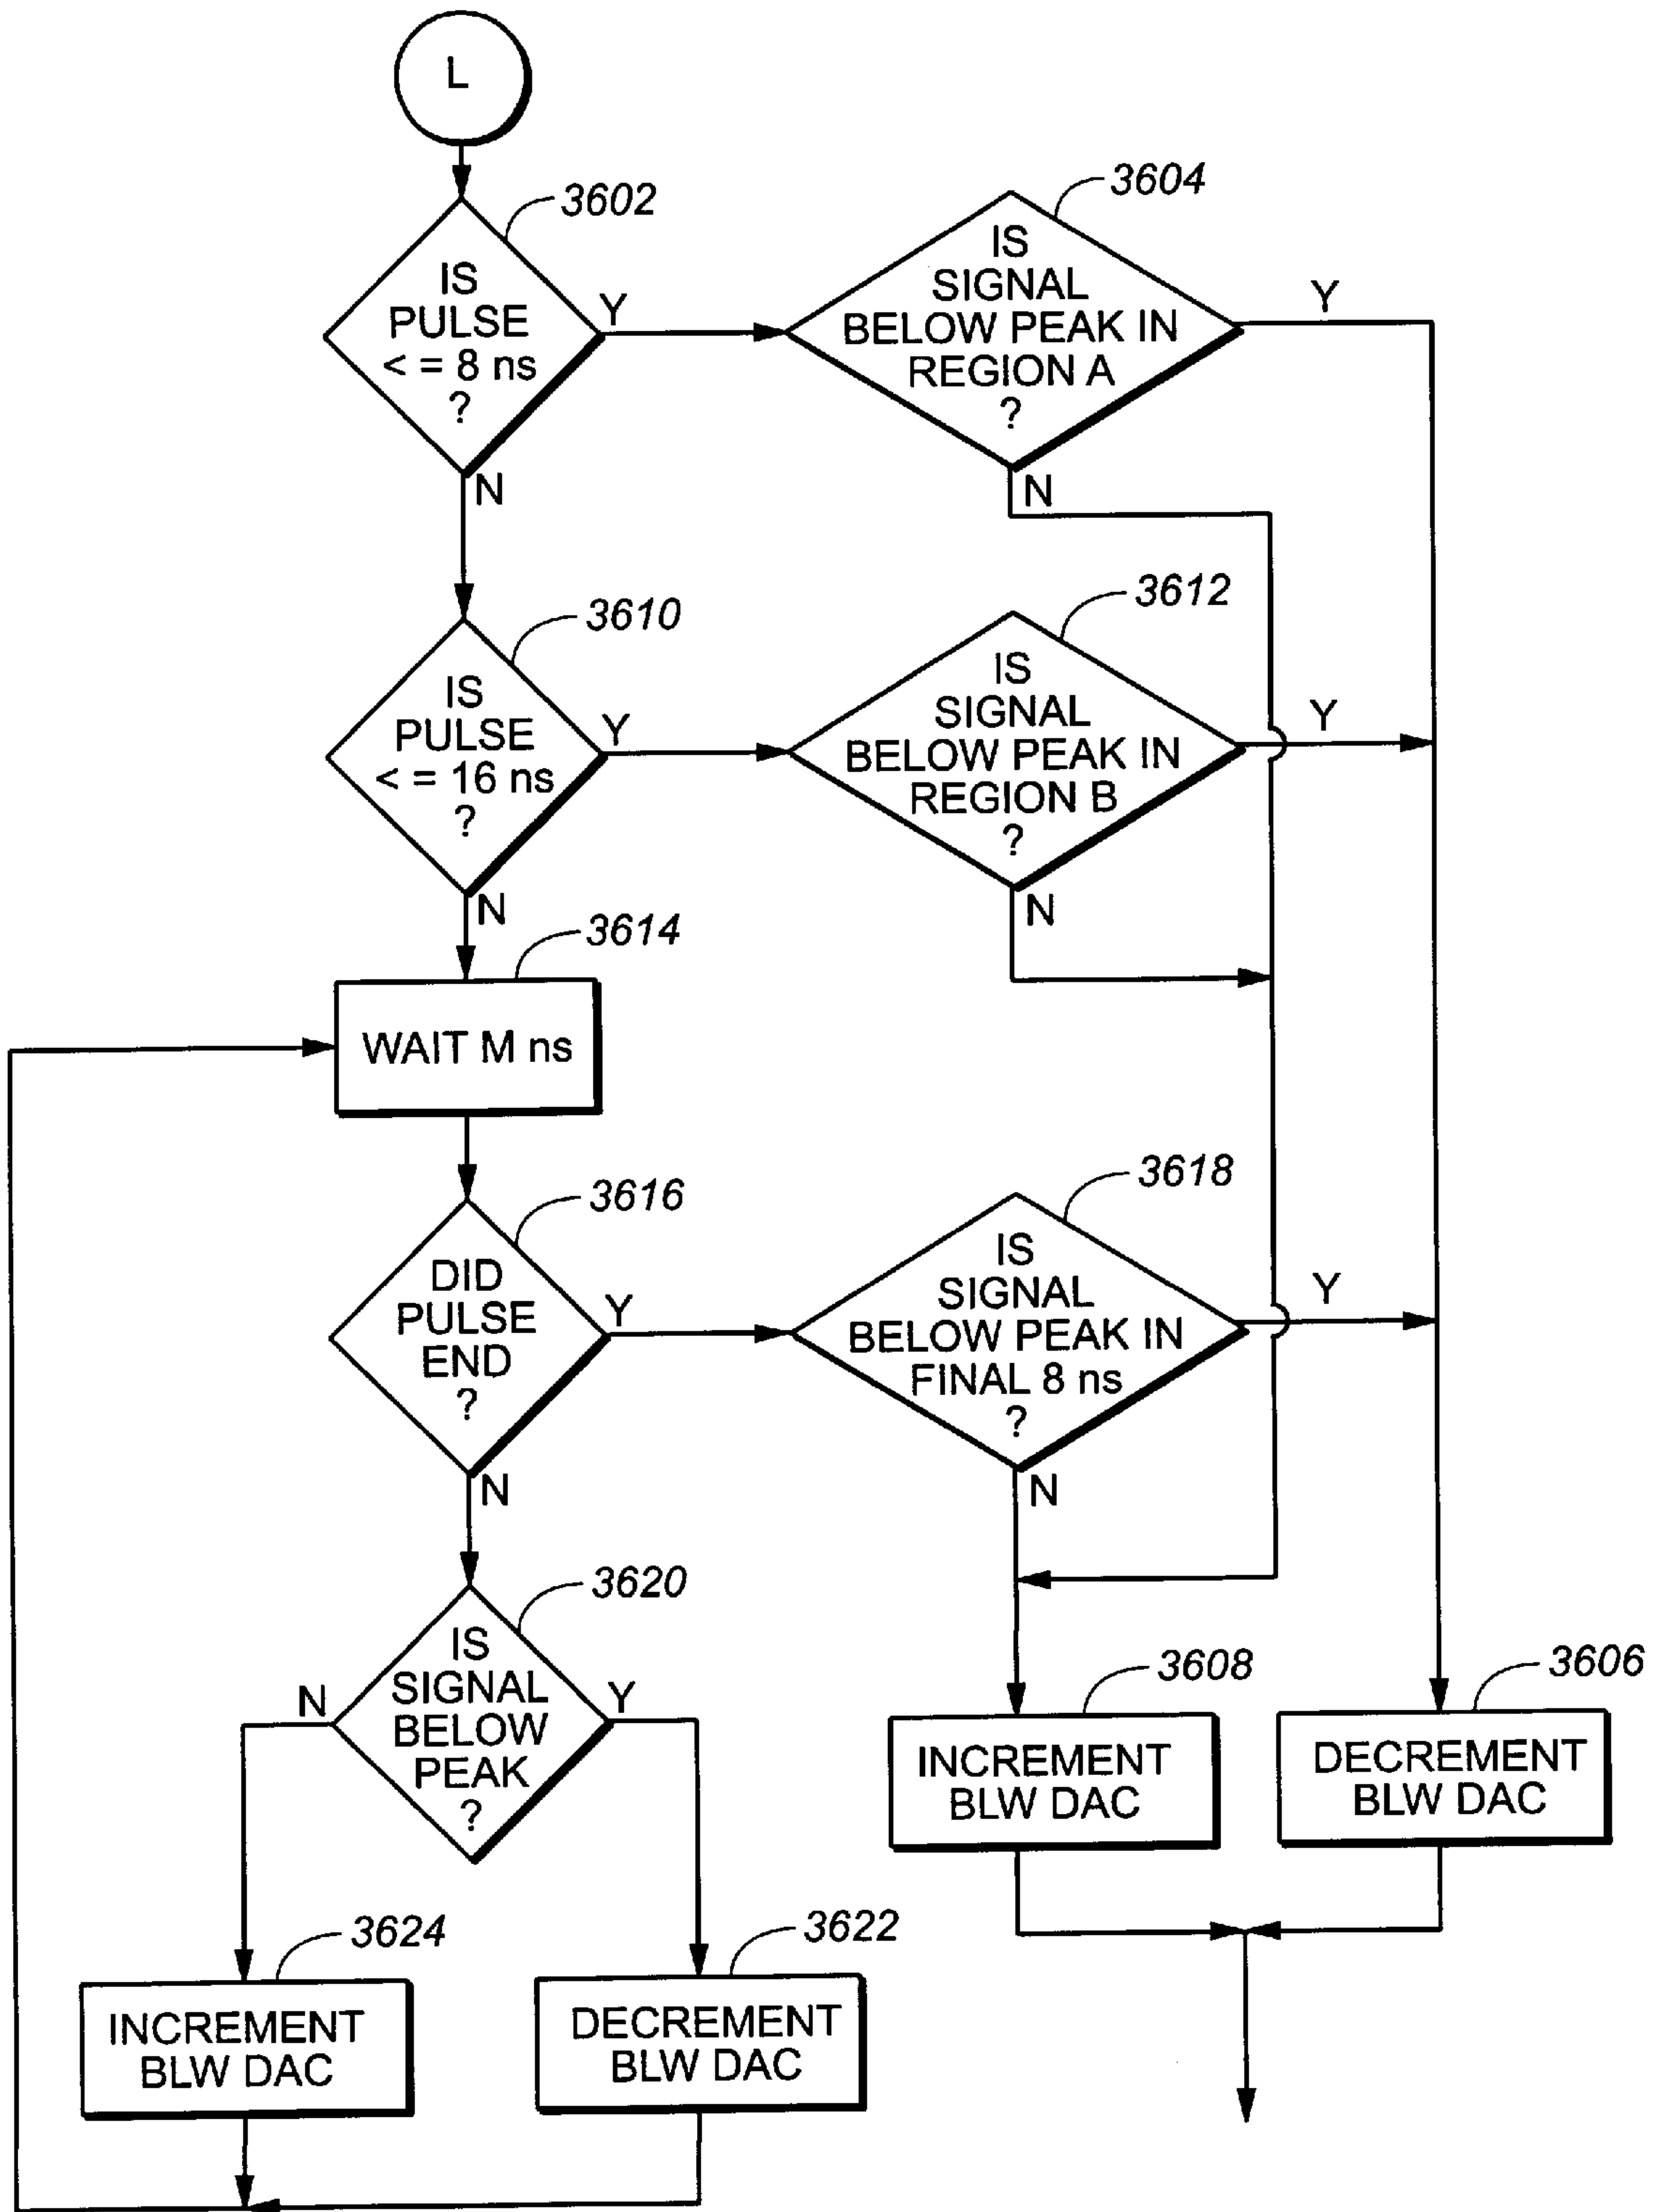 L
3602
IS
PULSE
< = 8 ns
?
Y
N
3604
IS
SIGNAL
BELOW PEAK IN
REGION A
?
Y
N
3610
IS
PULSE
< = 16 ns
?
Y
N
3612
IS
SIGNAL
BELOW PEAK IN
REGION B
?
Y
N
3614
WAIT M ns
3616
DID
PULSE
END
?
Y
N
3618
IS
SIGNAL
BELOW PEAK IN
FINAL 8 ns
?
Y
N
3620
IS
SIGNAL
BELOW
PEAK
?
N
Y
3608
INCREMENT
BLW DAC
3606
DECREMENT
BLW DAC
3624
INCREMENT
BLW DAC
3622
DECREMENT
BLW DAC